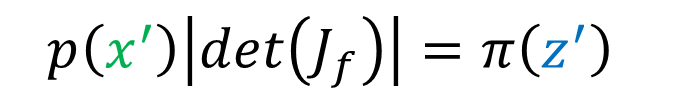 p(x′)|det(J_f)| = π(z′)